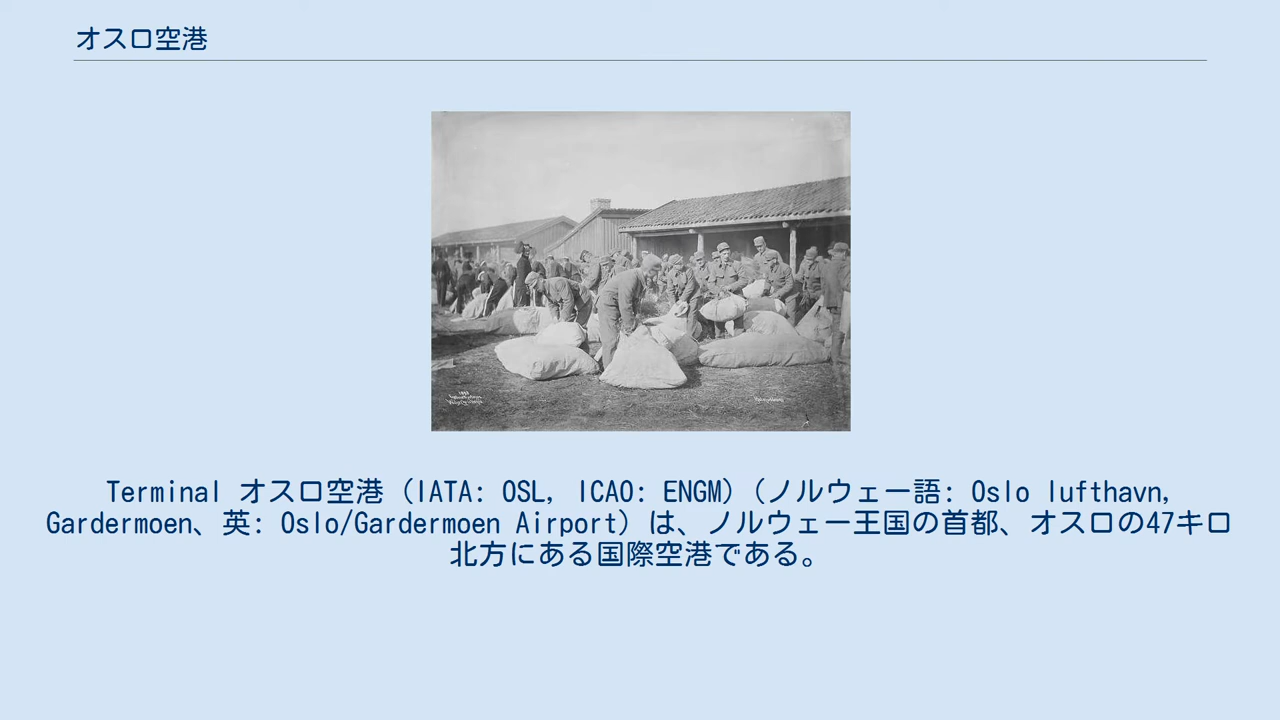 オスロ空港
Terminal オスロ空港（IATA: OSL, ICAO: ENGM）（ノルウェー語: Oslo lufthavn,
Gardermoen、英: Oslo/Gardermoen Airport）は、ノルウェー王国の首都、オスロの47キロ
北方にある国際空港である。